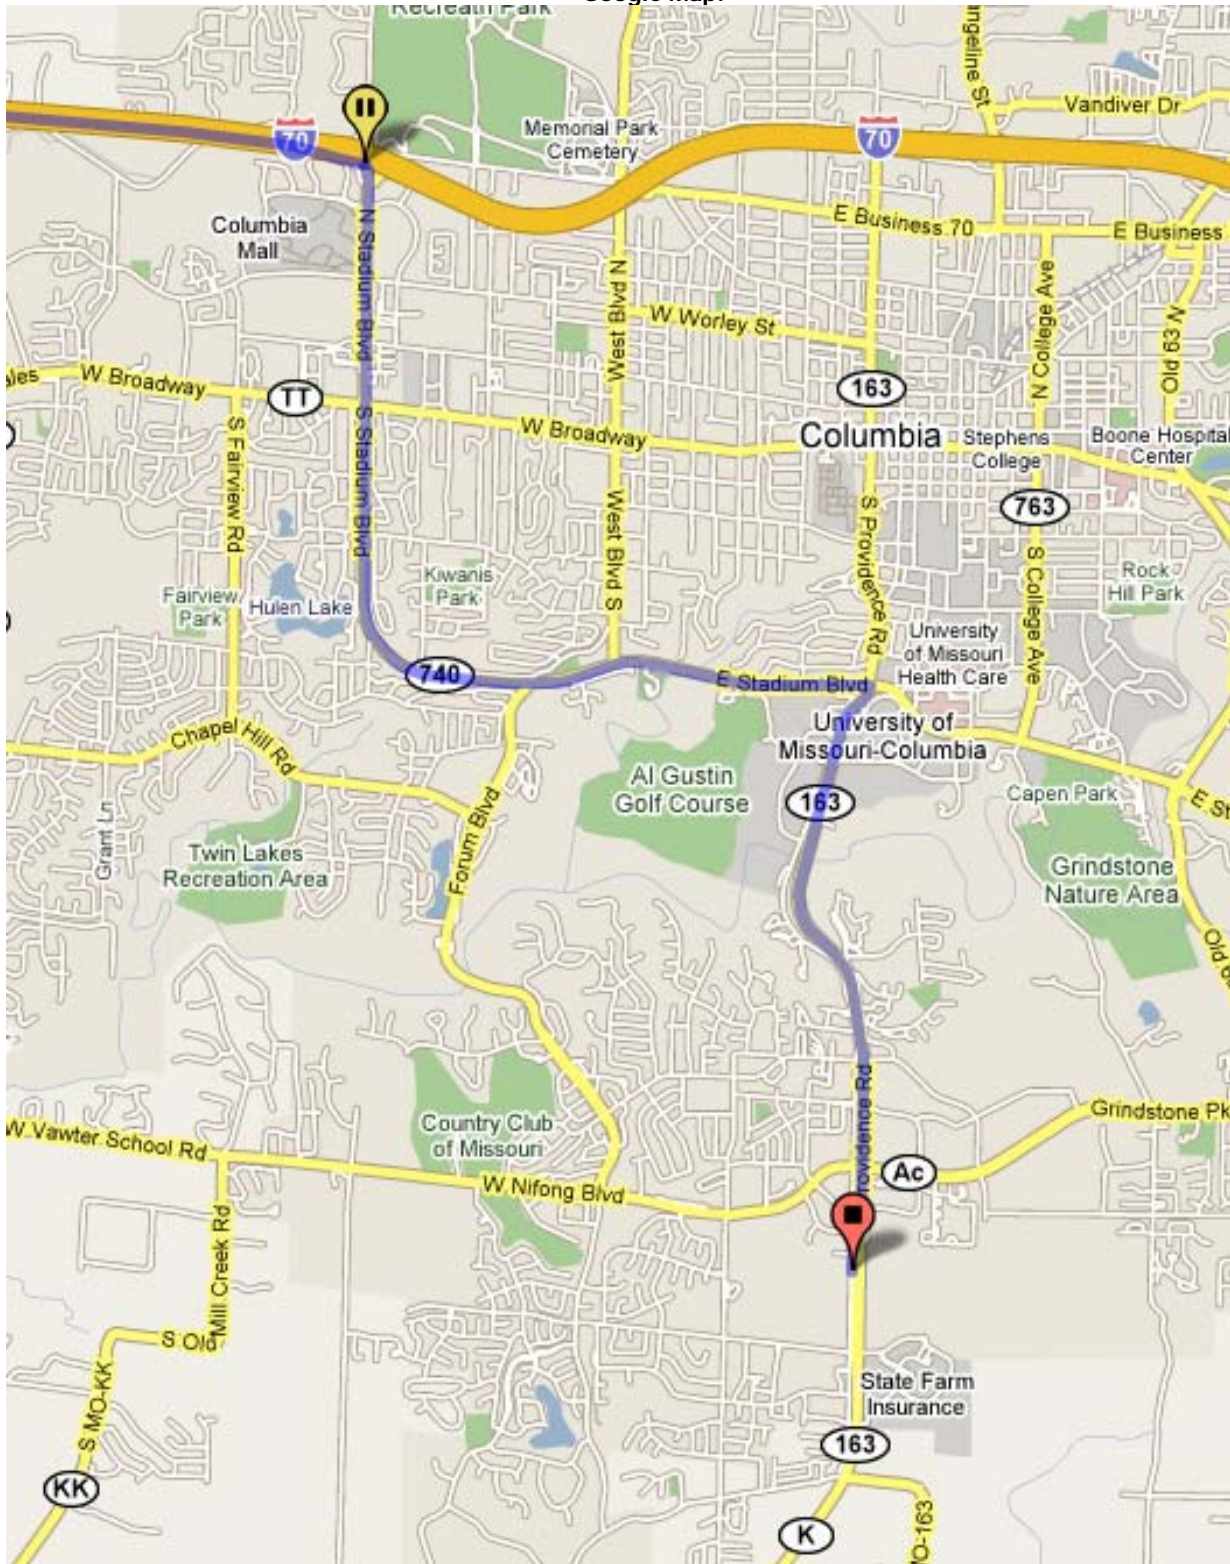 Google Map:
Recreath Park
Vandiver Dr
Memorial Park
Cemetery
70
70
Columbia
Mall
E Business 70
E Business
N Stadium Blvd
West Blvd N
W Worley St
N College Ave
Old 63 N
W Broadway
TT
163
W Broadway
Columbia
Stephens
College
Boone Hospital
Center
S Fairview Rd
S Stadium Blvd
West Blvd S
S Providence Rd
763
S College Ave
Rock
Hill Park
Kiwanis
Park
Fairview
Park
Hulen Lake
University
of Missouri
Health Care
740
E Stadium Blvd
University of
Missouri-Columbia
Chapel Hill Rd
Al Gustin
Golf Course
163
Capen Park
E St
Grant Ln
Forum Blvd
Twin Lakes
Recreation Area
Grindstone
Nature Area
Providence Rd
Country Club
of Missouri
Grindstone Pk
W Vawter School Rd
W Nifong Blvd
Ac
Mill Creek Rd
S Old
S MO-KK
State Farm
Insurance
163
KK
K